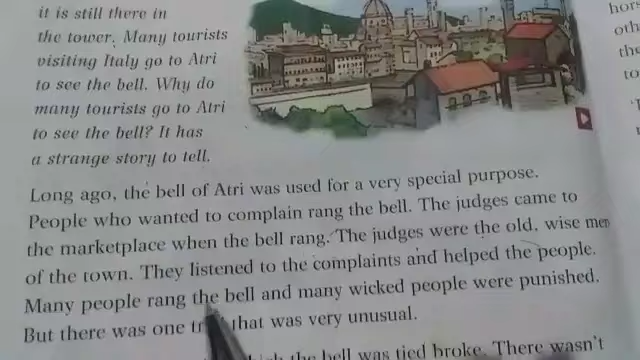 it is still there in
the tower. Many tourists
visiting Italy go to Atri
to see the bell. Why do
many tourists go to Atri
to see the bell? It has
a strange story to tell.
Long ago, the bell of Atri was used for a very special purpose.
People who wanted to complain rang the bell. The judges came to
the marketplace when the bell rang. The judges were the old, wise men
of the town. They listened to the complaints and helped the people.
Many people rang the bell and many wicked people were punished.
But there was one that was very unusual.
the bell was tied broke. There wasn't
the
to